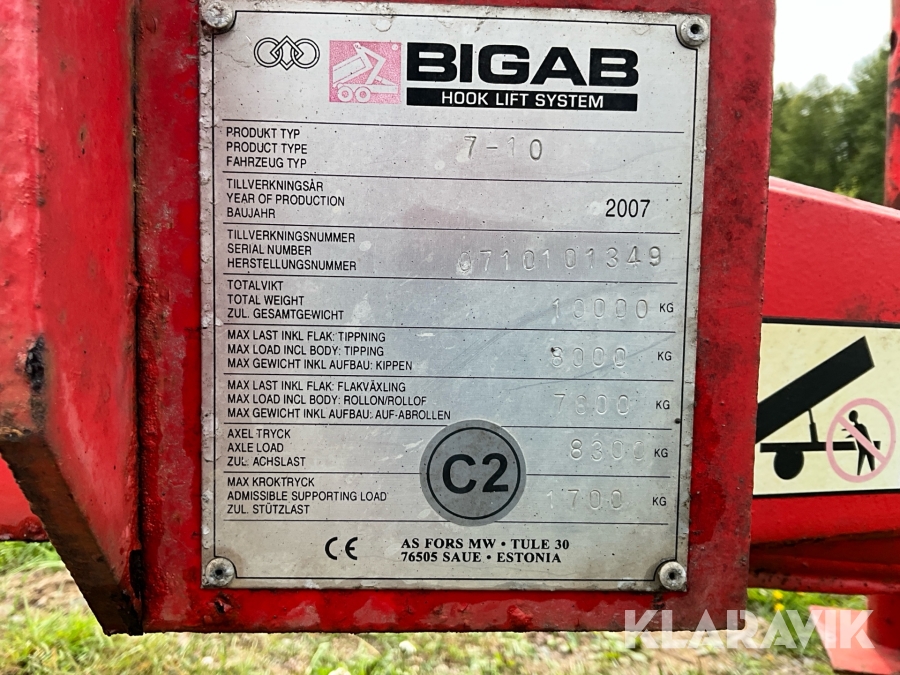 BIGAB
HOOK LIFT SYSTEM
PRODUKT TYP
PRODUCT TYPE 7-10
FAHRZEUG TYP
TILLVERKNINGSÅR
YEAR OF PRODUCTION 2007
BAUJAHR
TILLVERKNINGSNUMMER
SERIAL NUMBER 0710101349
HERSTELLUNGSNUMMER
TOTALVIKT
TOTAL WEIGHT 10000 KG
ZUL. GESAMTGEWICHT
MAX LAST INKL FLAK: TIPPNING
MAX LOAD INCL BODY: TIPPING 8000 KG
MAX GEWICHT INKL AUFBAU: KIPPEN
MAX LAST INKL FLAK: FLAKVÄXLING
MAX LOAD INCL BODY: ROLLON/ROLLOF 7800 KG
MAX GEWICHT INKL AUFBAU: AUF-ABROLLEN
AXEL TRYCK
AXLE LOAD 8300 KG
ZUL. ACHSLAST
MAX KROKTRYCK
ADMISSIBLE SUPPORTING LOAD 1700 KG
ZUL. STÜTZLAST
C2
CE AS FORS MW • TULE 30
76505 SAUE • ESTONIA
KLARAVIK